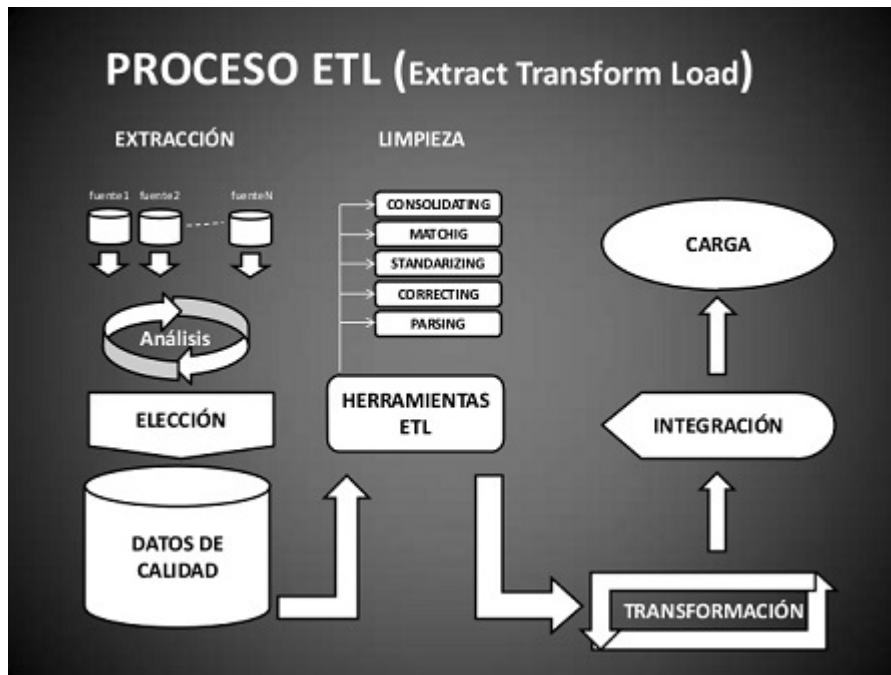 PROCESO ETL (Extract Transform Load)
EXTRACCIÓN
fuente1 fuente2 fuenteN
Análisis
ELECCIÓN
DATOS DE
CALIDAD
LIMPIEZA
CONSOLIDATING
MATCHIG
STANDARIZING
CORRECTING
PARSING
HERRAMIENTAS
ETL
TRANSFORMACIÓN
INTEGRACIÓN
CARGA